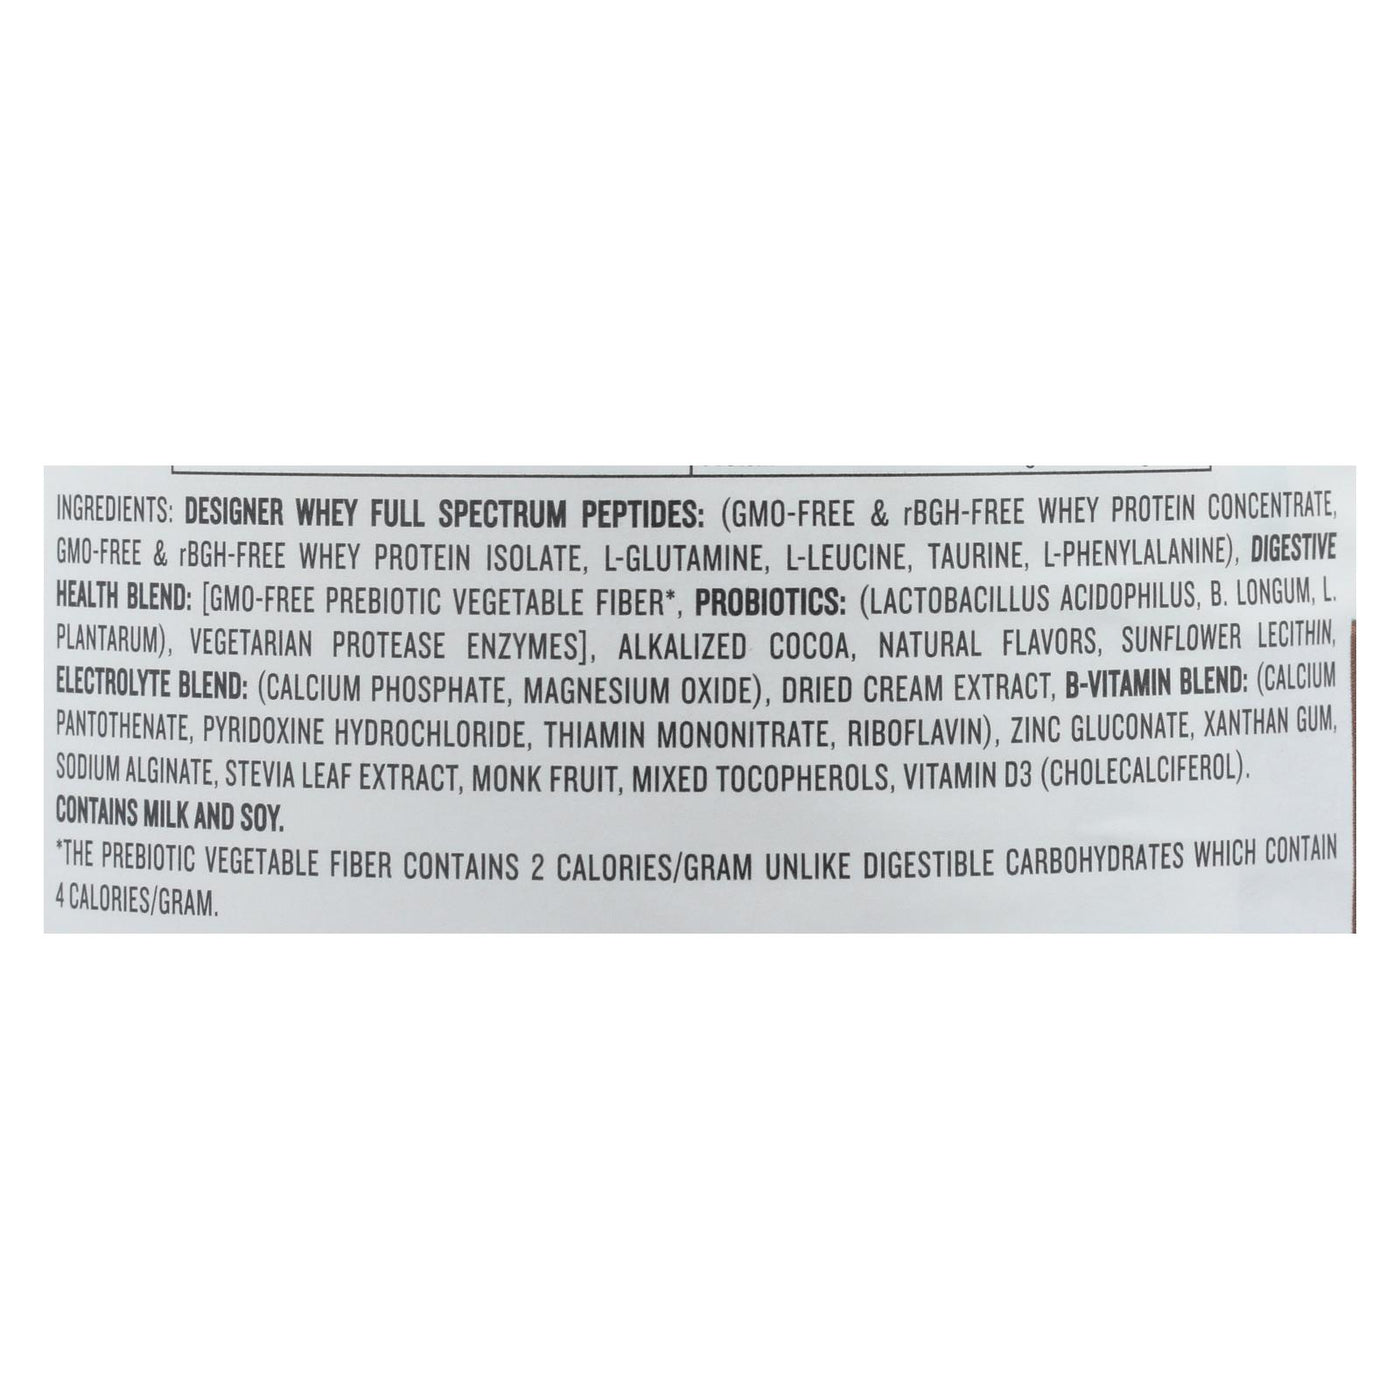 INGREDIENTS: DESIGNER WHEY FULL SPECTRUM PEPTIDES: (GMO-FREE & rBGH-FREE WHEY PROTEIN CONCENTRATE,
GMO-FREE & rBGH-FREE WHEY PROTEIN ISOLATE, L-GLUTAMINE, L-LEUCINE, TAURINE, L-PHENYLALANINE), DIGESTIVE
HEALTH BLEND: [GMO-FREE PREBIOTIC VEGETABLE FIBER*, PROBIOTICS: (LACTOBACILLUS ACIDOPHILUS, B. LONGUM, L.
PLANTARUM), VEGETARIAN PROTEASE ENZYMES], ALKALIZED COCOA, NATURAL FLAVORS, SUNFLOWER LECITHIN,
ELECTROLYTE BLEND: (CALCIUM PHOSPHATE, MAGNESIUM OXIDE), DRIED CREAM EXTRACT, B-VITAMIN BLEND: (CALCIUM
PANTOTHENATE, PYRIDOXINE HYDROCHLORIDE, THIAMIN MONONITRATE, RIBOFLAVIN), ZINC GLUCONATE, XANTHAN GUM,
SODIUM ALGINATE, STEVIA LEAF EXTRACT, MONK FRUIT, MIXED TOCOPHEROLS, VITAMIN D3 (CHOLECALCIFEROL).
CONTAINS MILK AND SOY.
*THE PREBIOTIC VEGETABLE FIBER CONTAINS 2 CALORIES/GRAM UNLIKE DIGESTIBLE CARBOHYDRATES WHICH CONTAIN
4 CALORIES/GRAM.